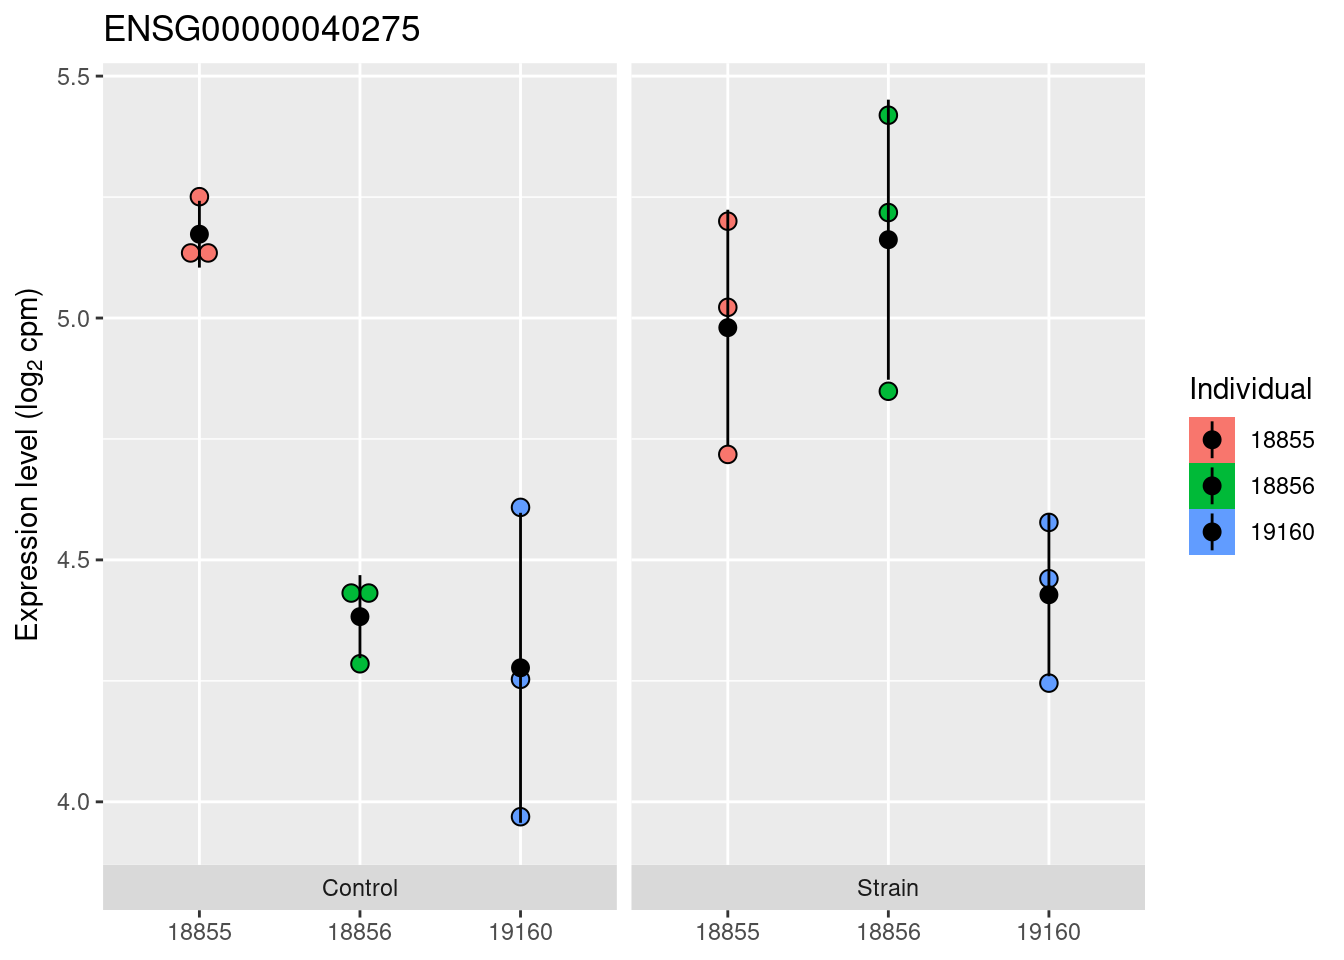 ENSG00000040275
Expression level (log₂ cpm)
5.5
5.0
4.5
4.0
Control
Strain
18855
18856
19160
18855
18856
19160
Individual
18855
18856
19160